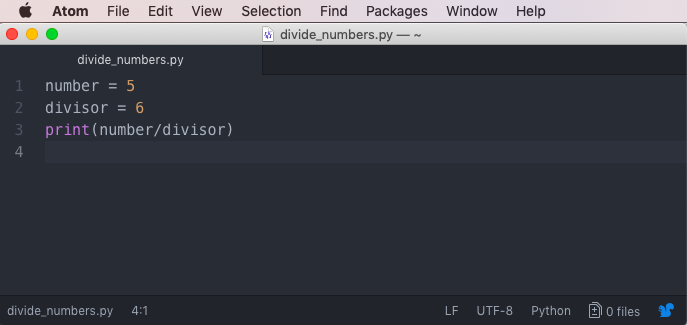 Atom File Edit View Selection Find Packages Window Help
divide_numbers.py — ~
divide_numbers.py
1 number = 5
2 divisor = 6
3 print(number/divisor)
4
divide_numbers.py 4:1 LF UTF-8 Python 0 files